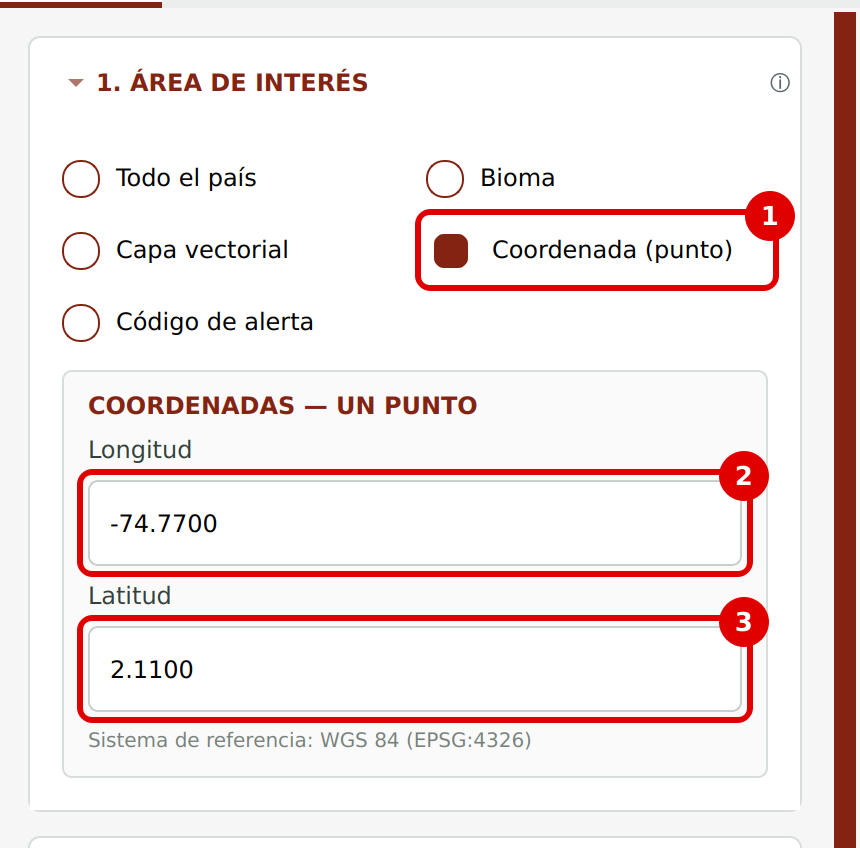 1. ÁREA DE INTERÉS ⓘ
Todo el país Bioma
1
Capa vectorial Coordenada (punto)
Código de alerta
COORDENADAS — UN PUNTO
Longitud
2
-74.7700
Latitud
3
2.1100
Sistema de referencia: WGS 84 (EPSG:4326)